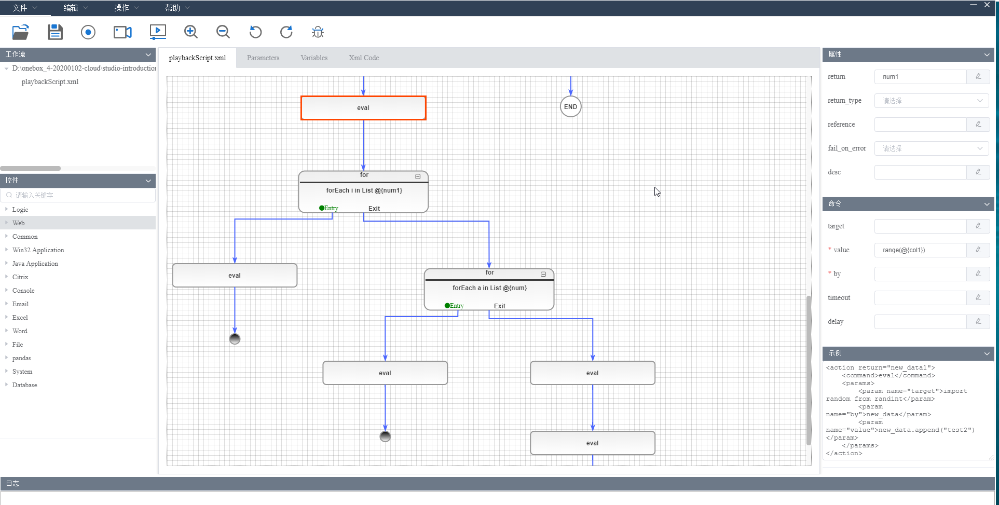 文件 编辑 操作 帮助
工作流
D:\onebox_4-20200102-cloud\studio-introduction
playbackScript.xml
控件
请输入关键字
Logic
Web
Common
Win32 Application
Java Application
Citrix
Console
Email
Excel
Word
File
pandas
System
Database
playbackScript.xml Parameters Variables Xml Code
eval
END
for
forEach i in List @{num1}
Entry Exit
eval
for
forEach a in List @{num}
Entry Exit
eval
eval
eval
属性
return num1
return_type 请选择
reference
fail_on_error 请选择
desc
命令
target
* value range(@{col1})
* by
timeout
delay
示例
<action return="new_data1">
<command>eval</command>
<params>
<param name="target">import
random from randint</param>
<param
name="by">new_data</param>
<param
name="value">new_data.append("test2")
</param>
</params>
</action>
日志